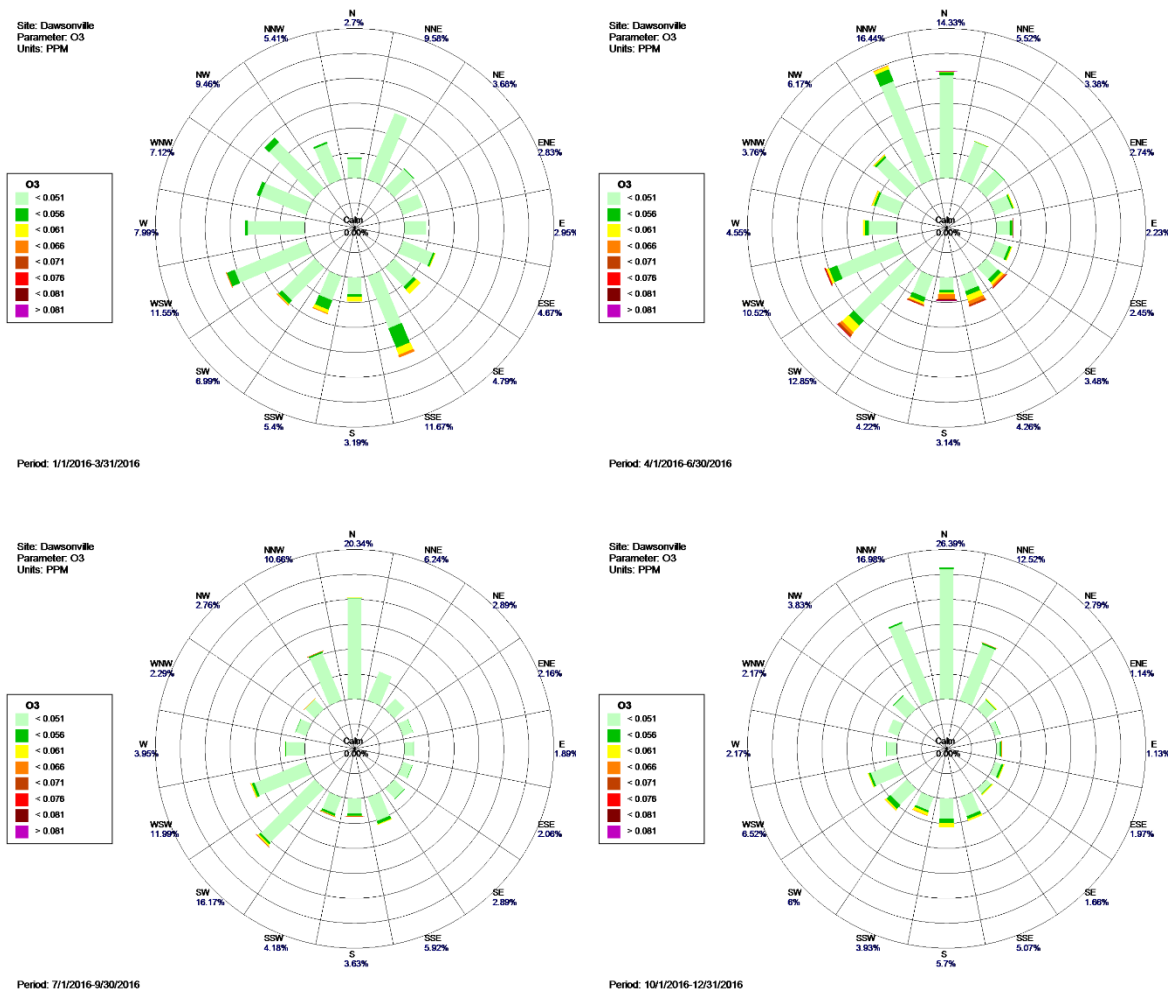 Site: Dawsonville
Parameter: O3
Units: PPM
N
2.7%
NNE
9.58%
NE
3.68%
ENE
2.83%
E
2.95%
ESE
4.67%
SE
4.79%
SSE
11.67%
S
3.19%
SSW
5.4%
SW
6.99%
WSW
11.55%
W
7.99%
WNW
7.12%
NW
9.46%
NNW
5.41%
Calm
0.00%
O3
< 0.051
< 0.056
< 0.061
< 0.066
< 0.071
< 0.076
< 0.081
> 0.081
Period: 1/1/2016-3/31/2016
Site: Dawsonville
Parameter: O3
Units: PPM
N
14.33%
NNE
5.52%
NE
3.38%
ENE
2.74%
E
2.23%
ESE
2.45%
SE
3.48%
SSE
4.26%
S
3.14%
SSW
4.22%
SW
12.85%
WSW
10.52%
W
4.55%
WNW
3.76%
NW
6.17%
NNW
16.44%
Calm
0.00%
O3
< 0.051
< 0.056
< 0.061
< 0.066
< 0.071
< 0.076
< 0.081
> 0.081
Period: 4/1/2016-6/30/2016
Site: Dawsonville
Parameter: O3
Units: PPM
N
20.34%
NNE
6.24%
NE
2.89%
ENE
2.16%
E
1.89%
ESE
2.06%
SE
2.89%
SSE
5.92%
S
3.63%
SSW
4.18%
SW
16.17%
WSW
11.99%
W
3.95%
WNW
2.29%
NW
2.76%
NNW
10.66%
Calm
0.00%
O3
< 0.051
< 0.056
< 0.061
< 0.066
< 0.071
< 0.076
< 0.081
> 0.081
Period: 7/1/2016-9/30/2016
Site: Dawsonville
Parameter: O3
Units: PPM
N
26.39%
NNE
12.52%
NE
2.79%
ENE
1.14%
E
1.13%
ESE
1.97%
SE
1.66%
SSE
5.07%
S
5.7%
SSW
3.93%
SW
6%
WSW
6.52%
W
2.17%
WNW
2.17%
NW
3.83%
NNW
16.98%
Calm
0.00%
O3
< 0.051
< 0.056
< 0.061
< 0.066
< 0.071
< 0.076
< 0.081
> 0.081
Period: 10/1/2016-12/31/2016